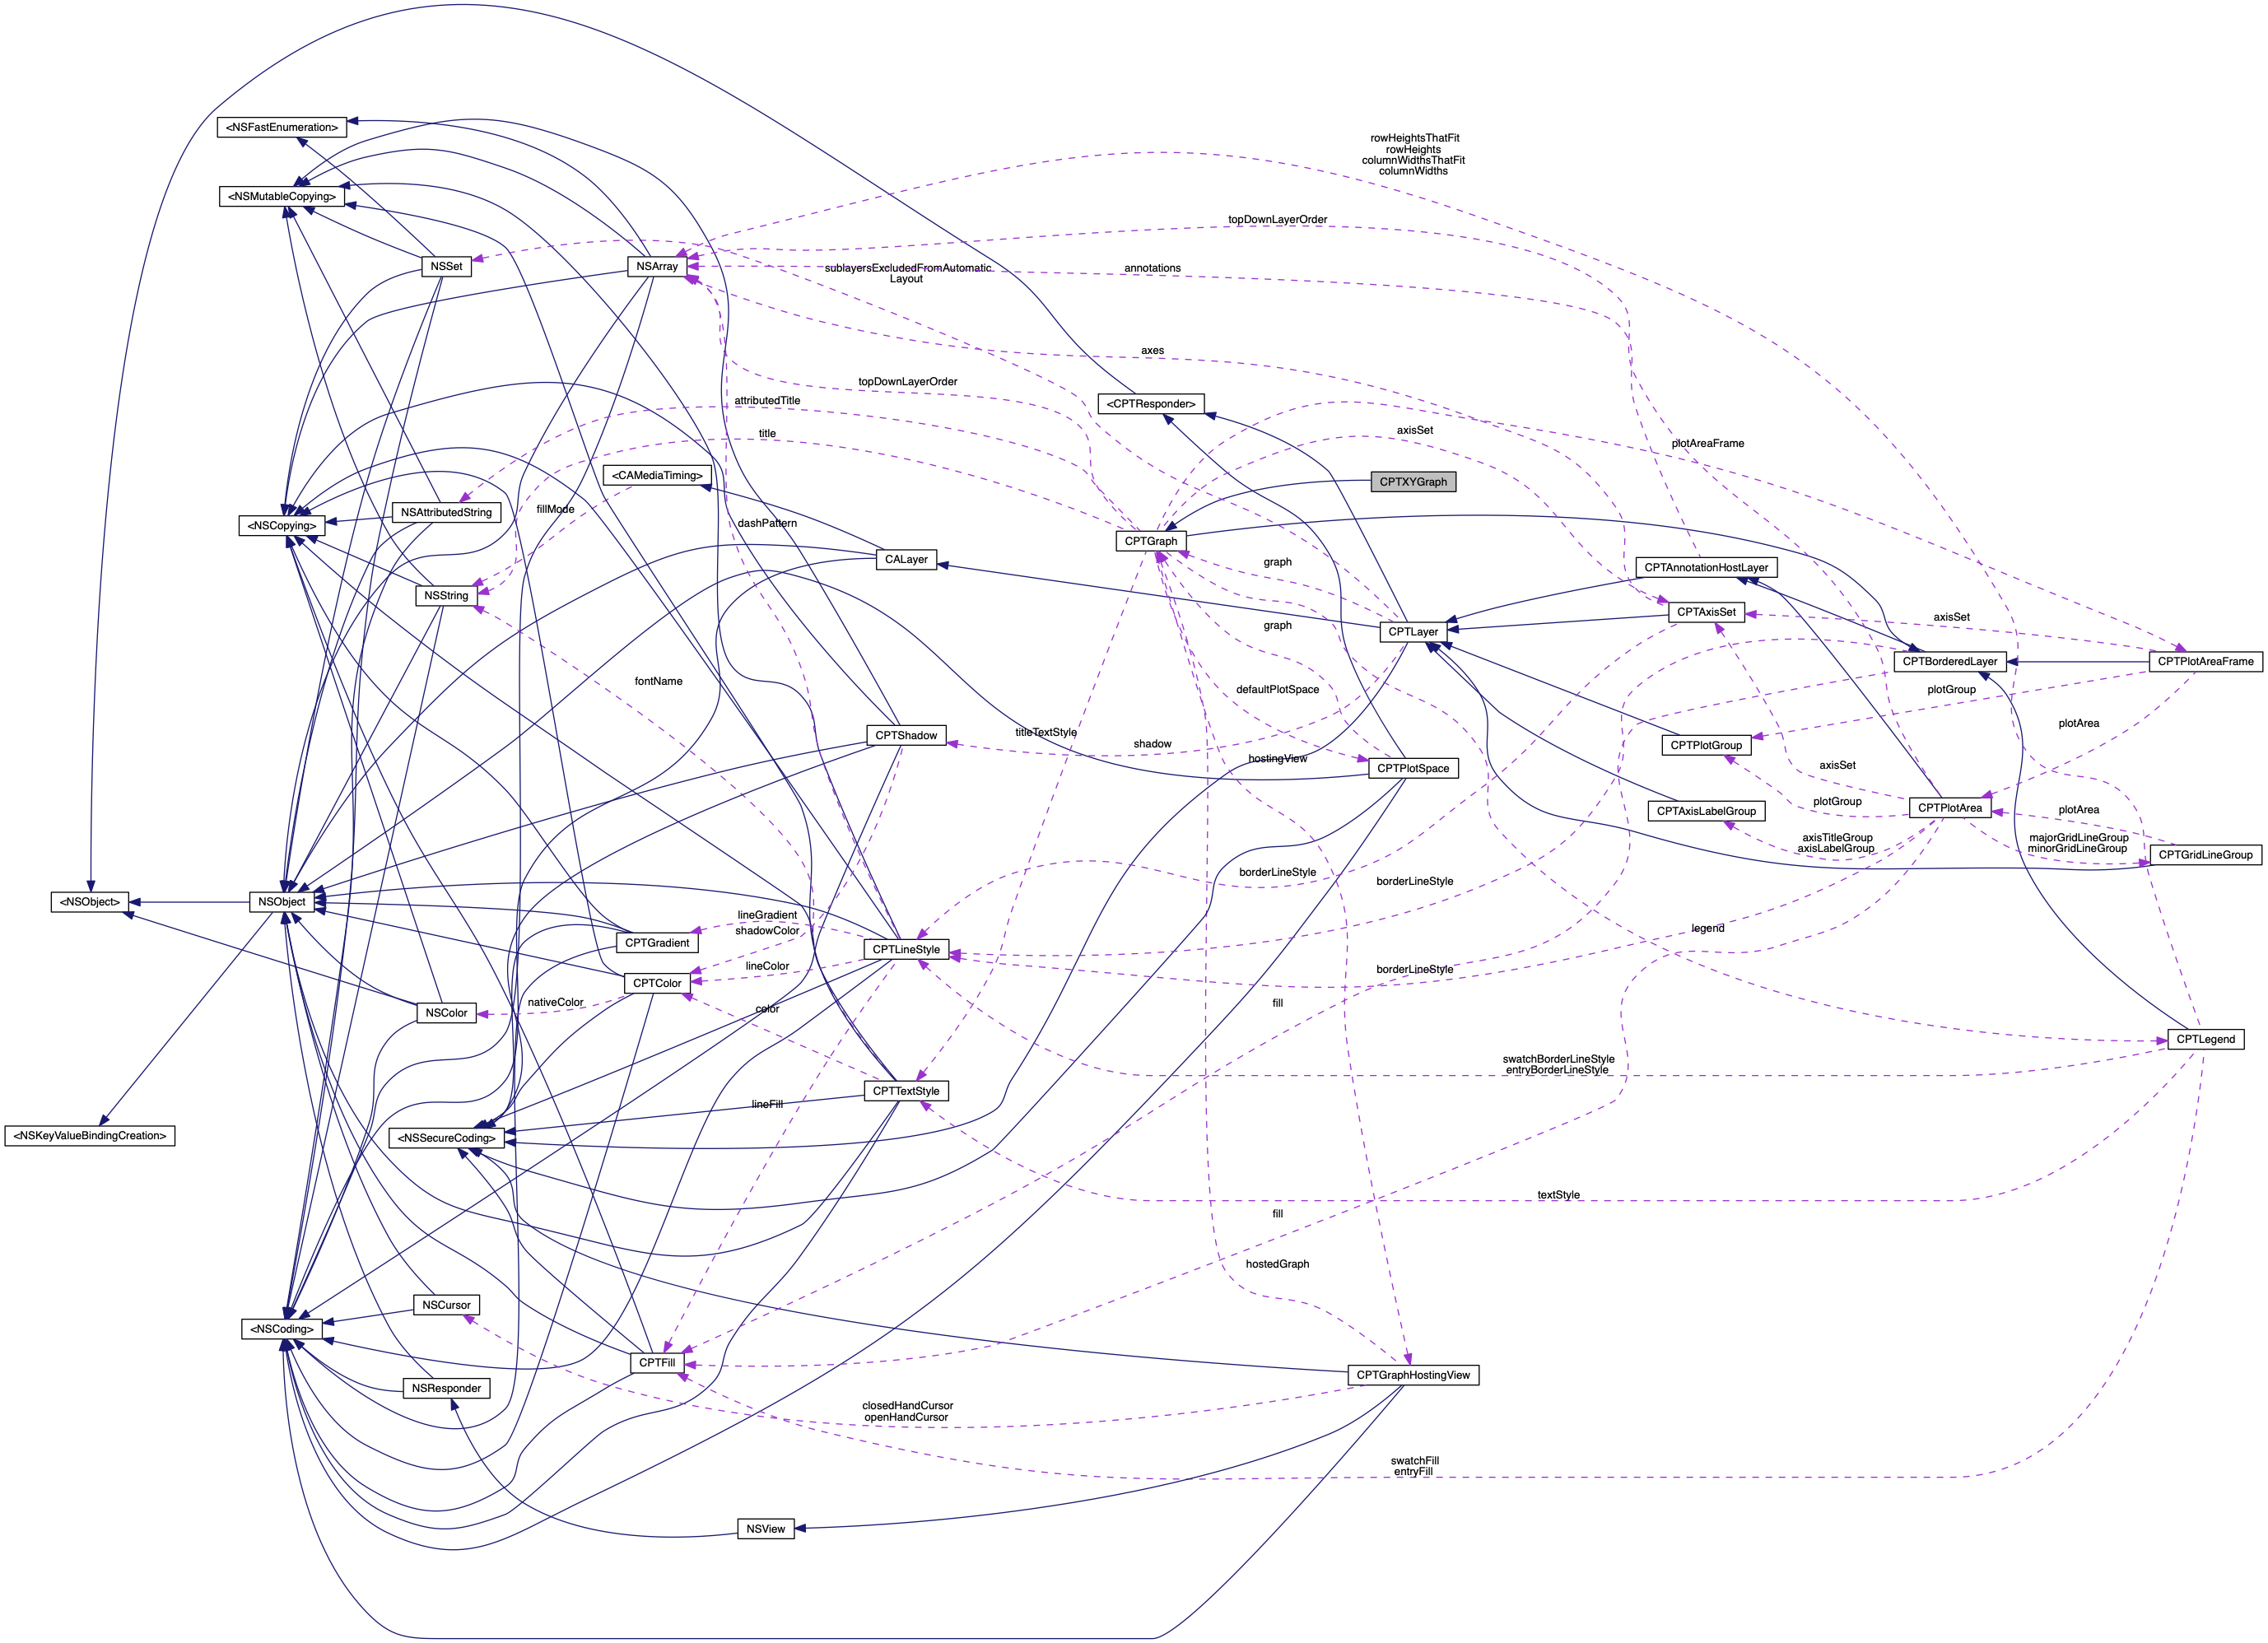 <NSFastEnumeration>
rowHeightsThatFit
rowHeights
columnWidthsThatFit
columnWidths
<NSMutableCopying>
topDownLayerOrder
NSSet
NSArray
sublayersExcludedFromAutomatic
Layout
annotations
axes
topDownLayerOrder
attributedTitle
<CPTResponder>
title
axisSet
plotAreaFrame
<CAMediaTiming>
CPTXYGraph
fillMode
NSAttributedString
<NSCopying>
dashPattern
CPTGraph
CALayer
graph
CPTAnnotationHostLayer
NSString
CPTAxisSet
axisSet
graph
CPTLayer
CPTBorderedLayer
CPTPlotAreaFrame
fontName
defaultPlotSpace
plotGroup
plotArea
CPTShadow
titleTextStyle
shadow
CPTPlotGroup
hostingView
CPTPlotSpace
axisSet
plotGroup
CPTAxisLabelGroup
CPTPlotArea
plotArea
axisTitleGroup
axisLabelGroup
majorGridLineGroup
minorGridLineGroup
CPTGridLineGroup
borderLineStyle
borderLineStyle
<NSObject>
NSObject
lineGradient
shadowColor
CPTGradient
CPTLineStyle
legend
lineColor
borderLineStyle
CPTColor
nativeColor
color
fill
NSColor
CPTLegend
swatchBorderLineStyle
entryBorderLineStyle
CPTTextStyle
lineFill
<NSKeyValueBindingCreation>
<NSSecureCoding>
textStyle
fill
hostedGraph
NSCursor
<NSCoding>
CPTFill
CPTGraphHostingView
NSResponder
closedHandCursor
openHandCursor
swatchFill
entryFill
NSView